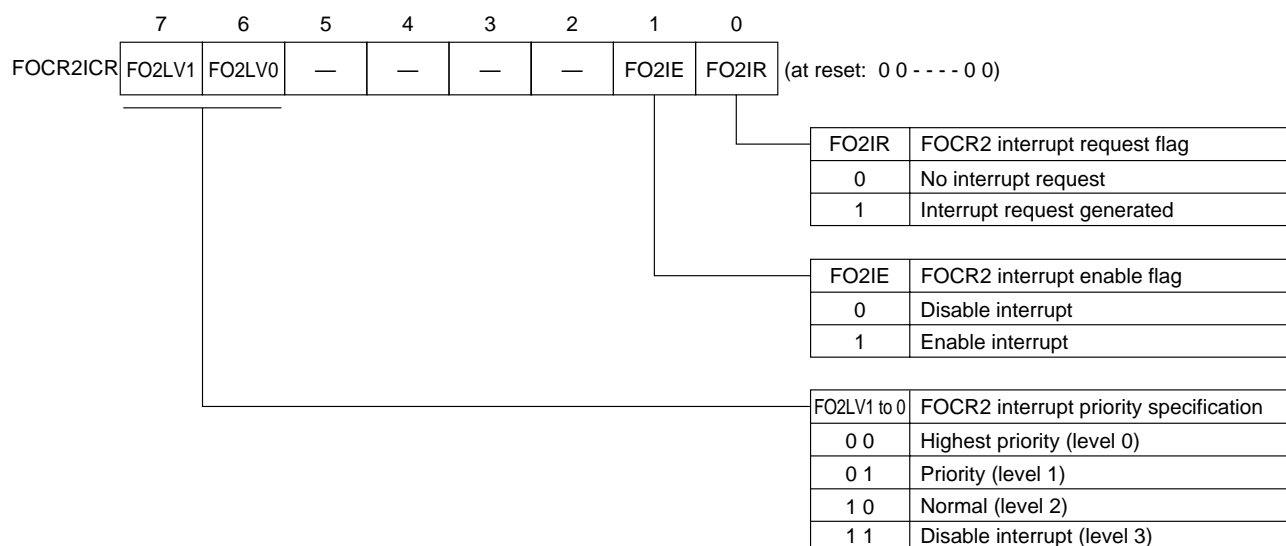 7 6 5 4 3 2 1 0
FOCR2ICR FO2LV1 FO2LV0 — — — — FO2IE FO2IR (at reset: 0 0 - - - - 0 0)
FO2IR FOCR2 interrupt request flag
0 No interrupt request
1 Interrupt request generated
FO2IE FOCR2 interrupt enable flag
0 Disable interrupt
1 Enable interrupt
FO2LV1 to 0 FOCR2 interrupt priority specification
0 0 Highest priority (level 0)
0 1 Priority (level 1)
1 0 Normal (level 2)
1 1 Disable interrupt (level 3)